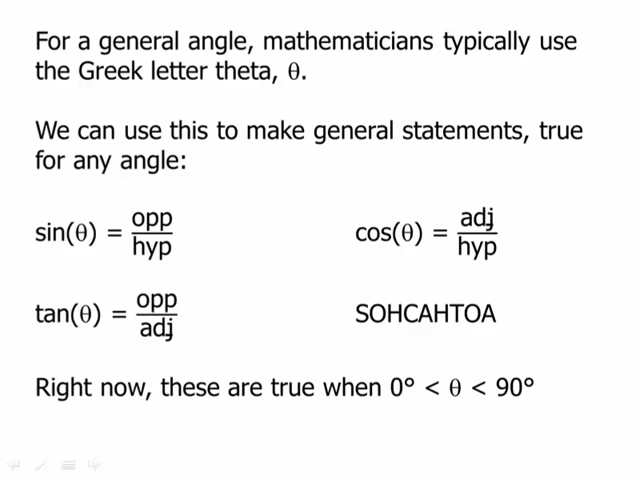 For a general angle, mathematicians typically use
the Greek letter theta, θ.
We can use this to make general statements, true
for any angle:
sin(θ) = opp/hyp
cos(θ) = adj/hyp
tan(θ) = opp/adj
SOHCAHTOA
Right now, these are true when 0° < θ < 90°